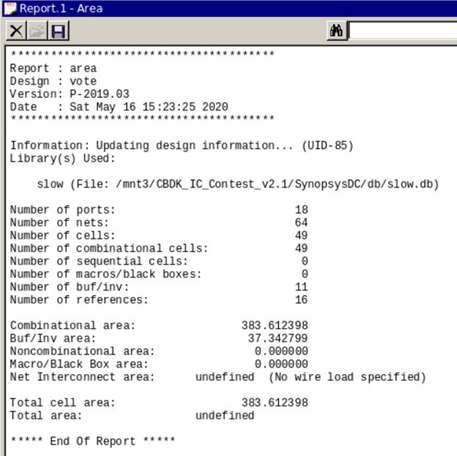 Report.1 - Area
****************************************
Report : area
Design : vote
Version: P-2019.03
Date   : Sat May 16 15:23:25 2020
****************************************
Information: Updating design information... (UID-85)
Library(s) Used:
slow (File: /mnt3/CBDK_IC_Contest_v2.1/SynopsysDC/db/slow.db)
Number of ports: 18
Number of nets: 64
Number of cells: 49
Number of combinational cells: 49
Number of sequential cells: 0
Number of macros/black boxes: 0
Number of buf/inv: 11
Number of references: 16
Combinational area: 383.612398
Buf/Inv area: 37.342799
Noncombinational area: 0.000000
Macro/Black Box area: 0.000000
Net Interconnect area: undefined (No wire load specified)
Total cell area: 383.612398
Total area: undefined
***** End Of Report *****